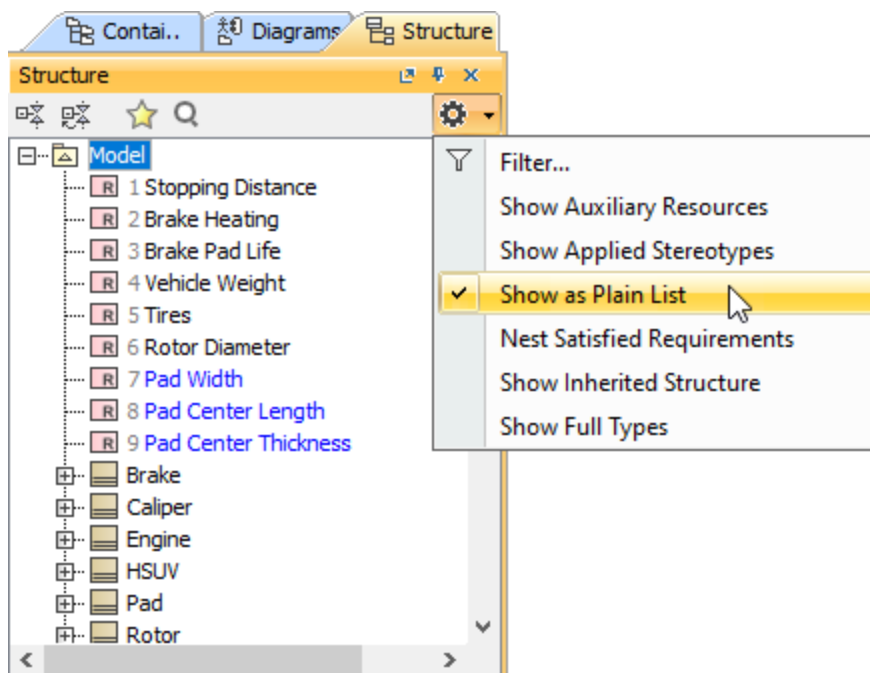 Contai.. Diagrams Structure
Structure
Model
R 1 Stopping Distance
R 2 Brake Heating
R 3 Brake Pad Life
R 4 Vehicle Weight
R 5 Tires
R 6 Rotor Diameter
R 7 Pad Width
R 8 Pad Center Length
R 9 Pad Center Thickness
Brake
Caliper
Engine
HSUV
Pad
Rotor
Filter...
Show Auxiliary Resources
Show Applied Stereotypes
Show as Plain List
Nest Satisfied Requirements
Show Inherited Structure
Show Full Types